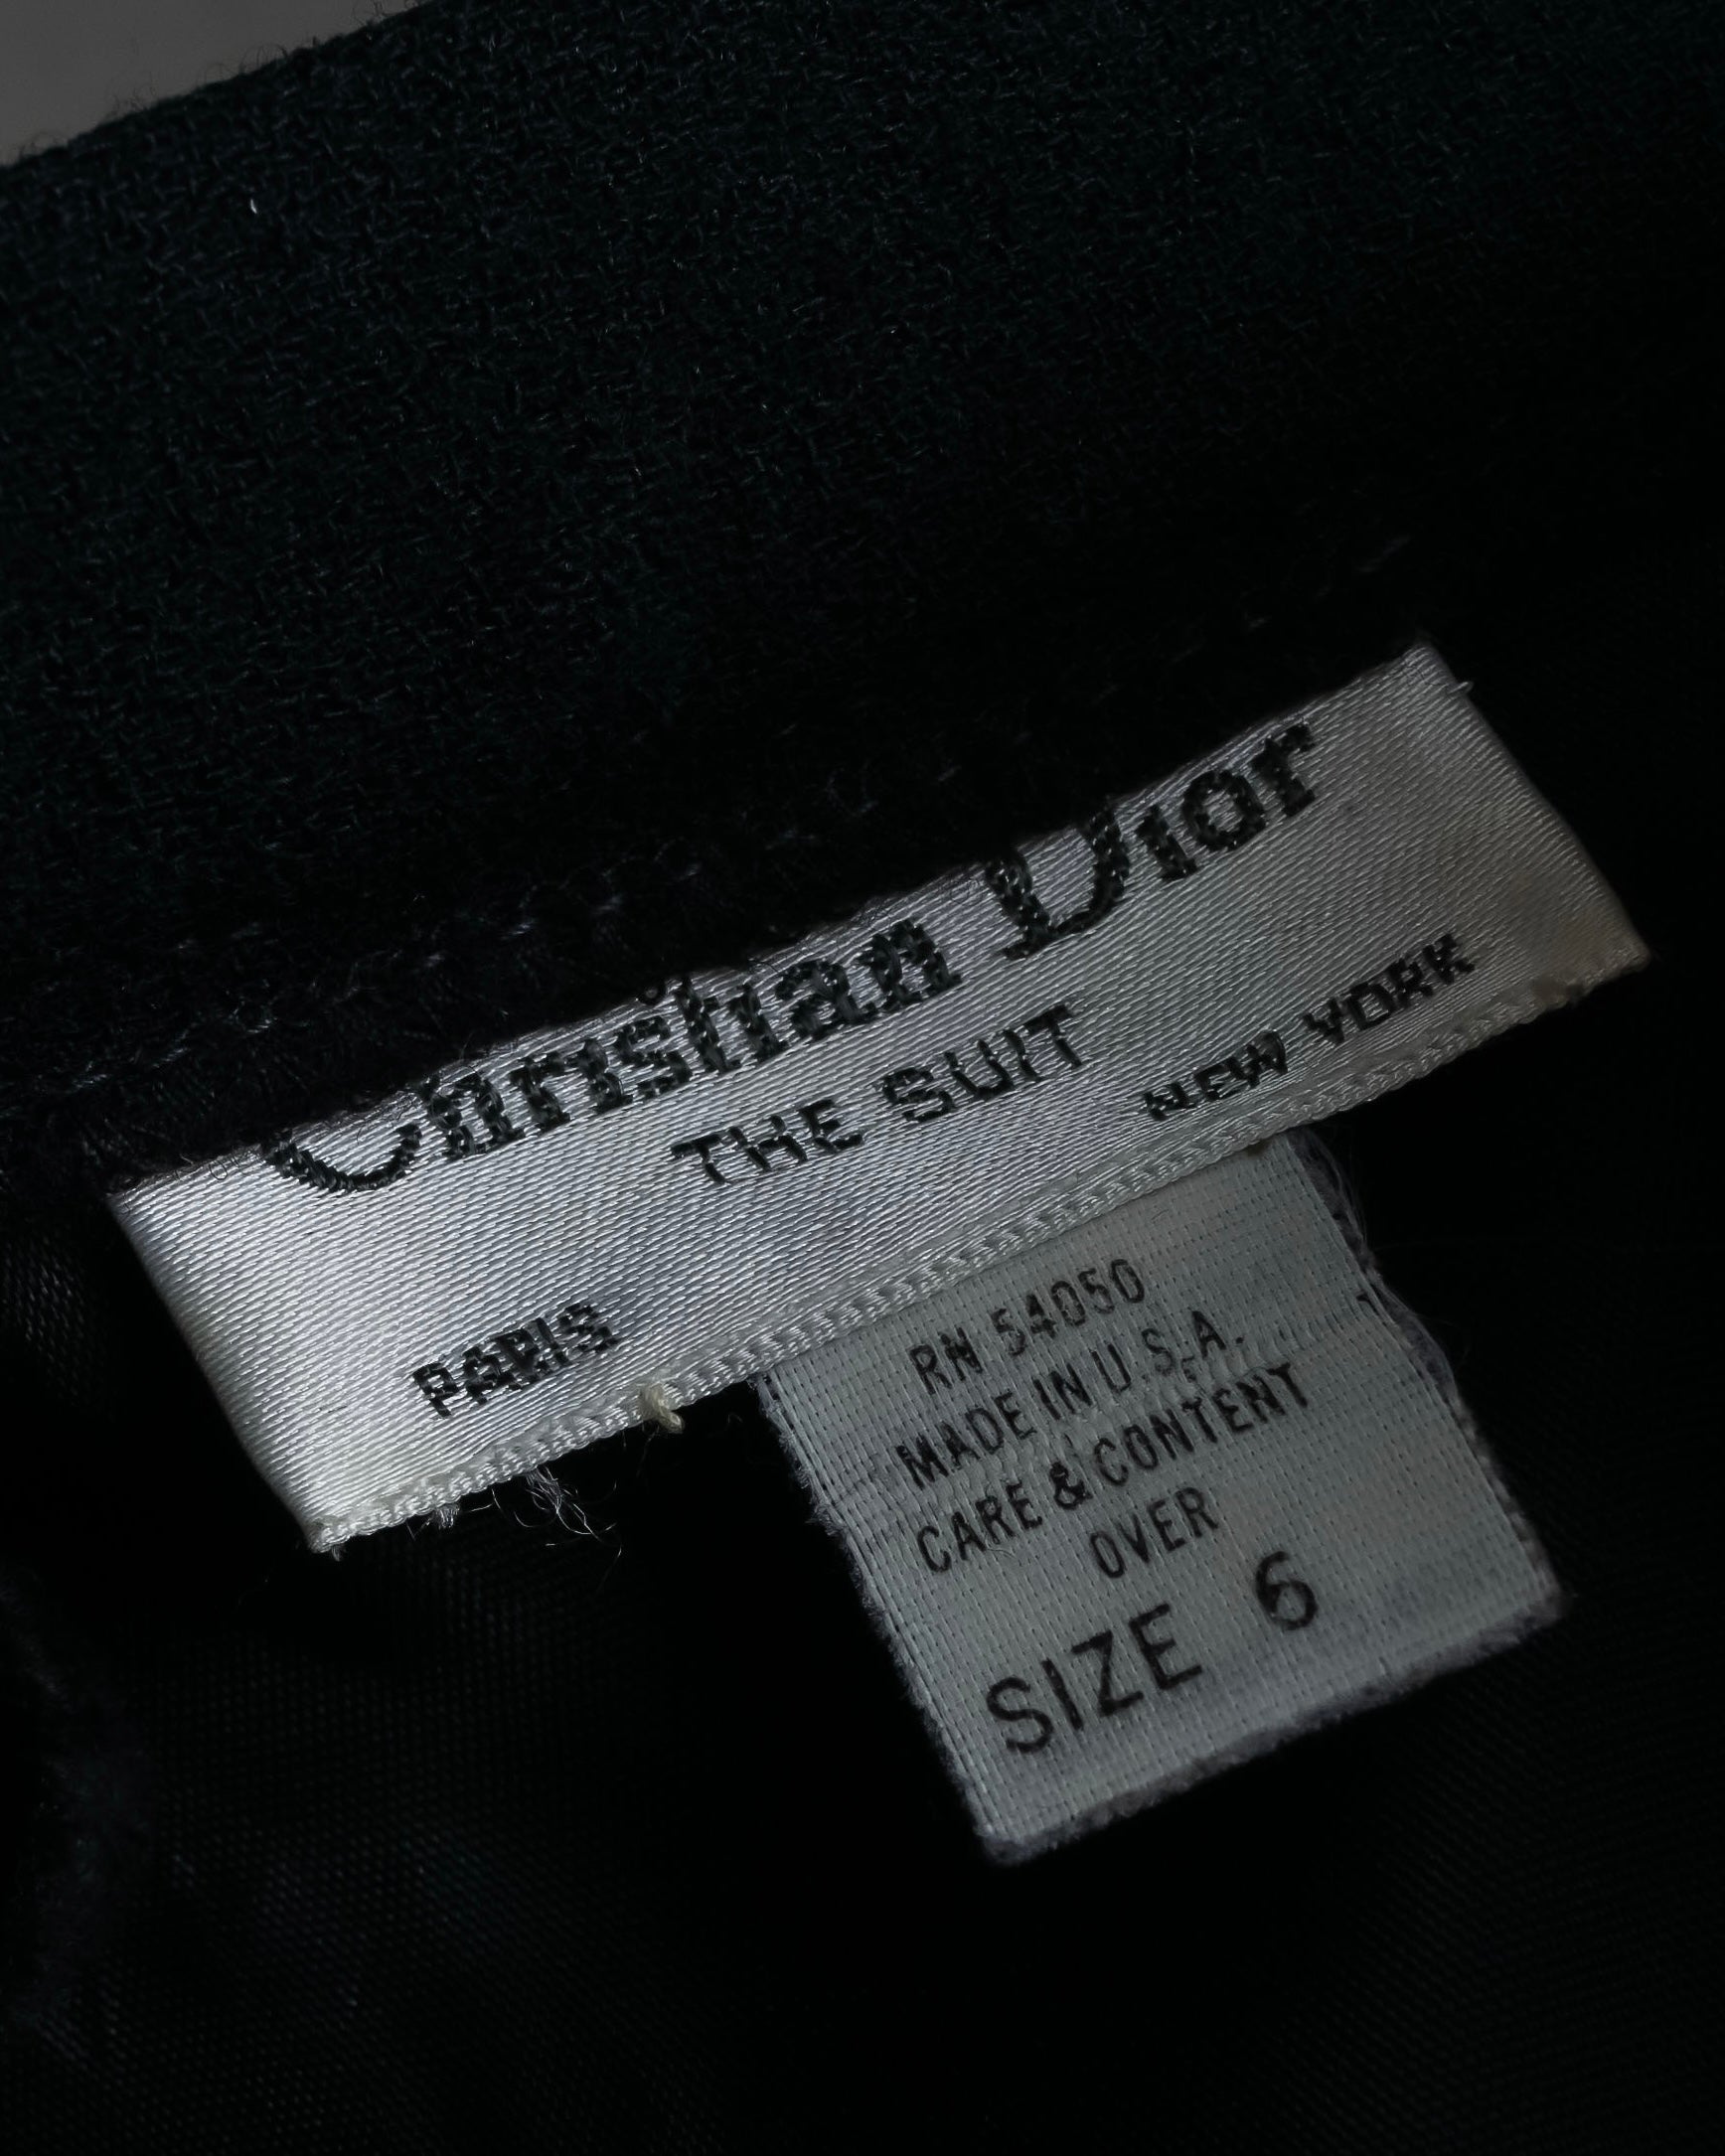 Christian Dior
THE SUIT
PARIS NEW YORK
RN 54050
MADE IN U.S.A.
CARE & CONTENT
OVER
SIZE 6